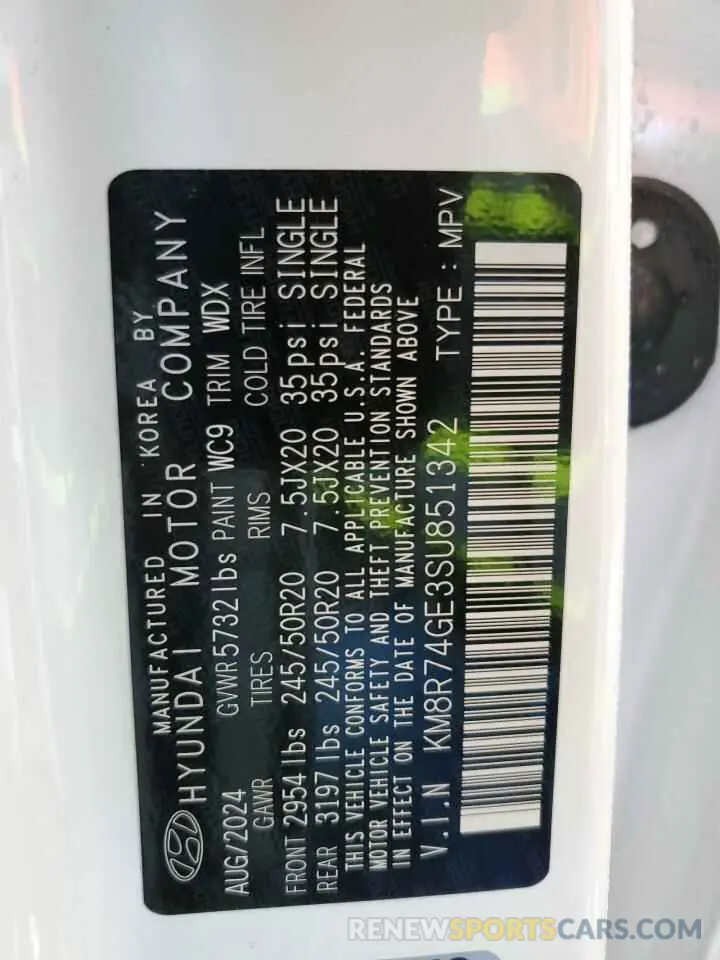 MANUFACTURED IN KOREA BY
HYUNDAI MOTOR COMPANY
AUG/2024 GVWR5732lbs PAINT WC9 TRIM WDX
GAWR TIRES RIMS COLD TIRE INFL
FRONT 2954lbs 245/50R20 7.5JX20 35psi SINGLE
REAR 3197lbs 245/50R20 7.5JX20 35psi SINGLE
THIS VEHICLE CONFORMS TO ALL APPLICABLE U.S.A. FEDERAL
MOTOR VEHICLE SAFETY AND THEFT PREVENTION STANDARDS
IN EFFECT ON THE DATE OF MANUFACTURE SHOWN ABOVE
V.I.N KM8R74GE3SU851342 TYPE : MPV
RENEWSPORTSCARS.COM